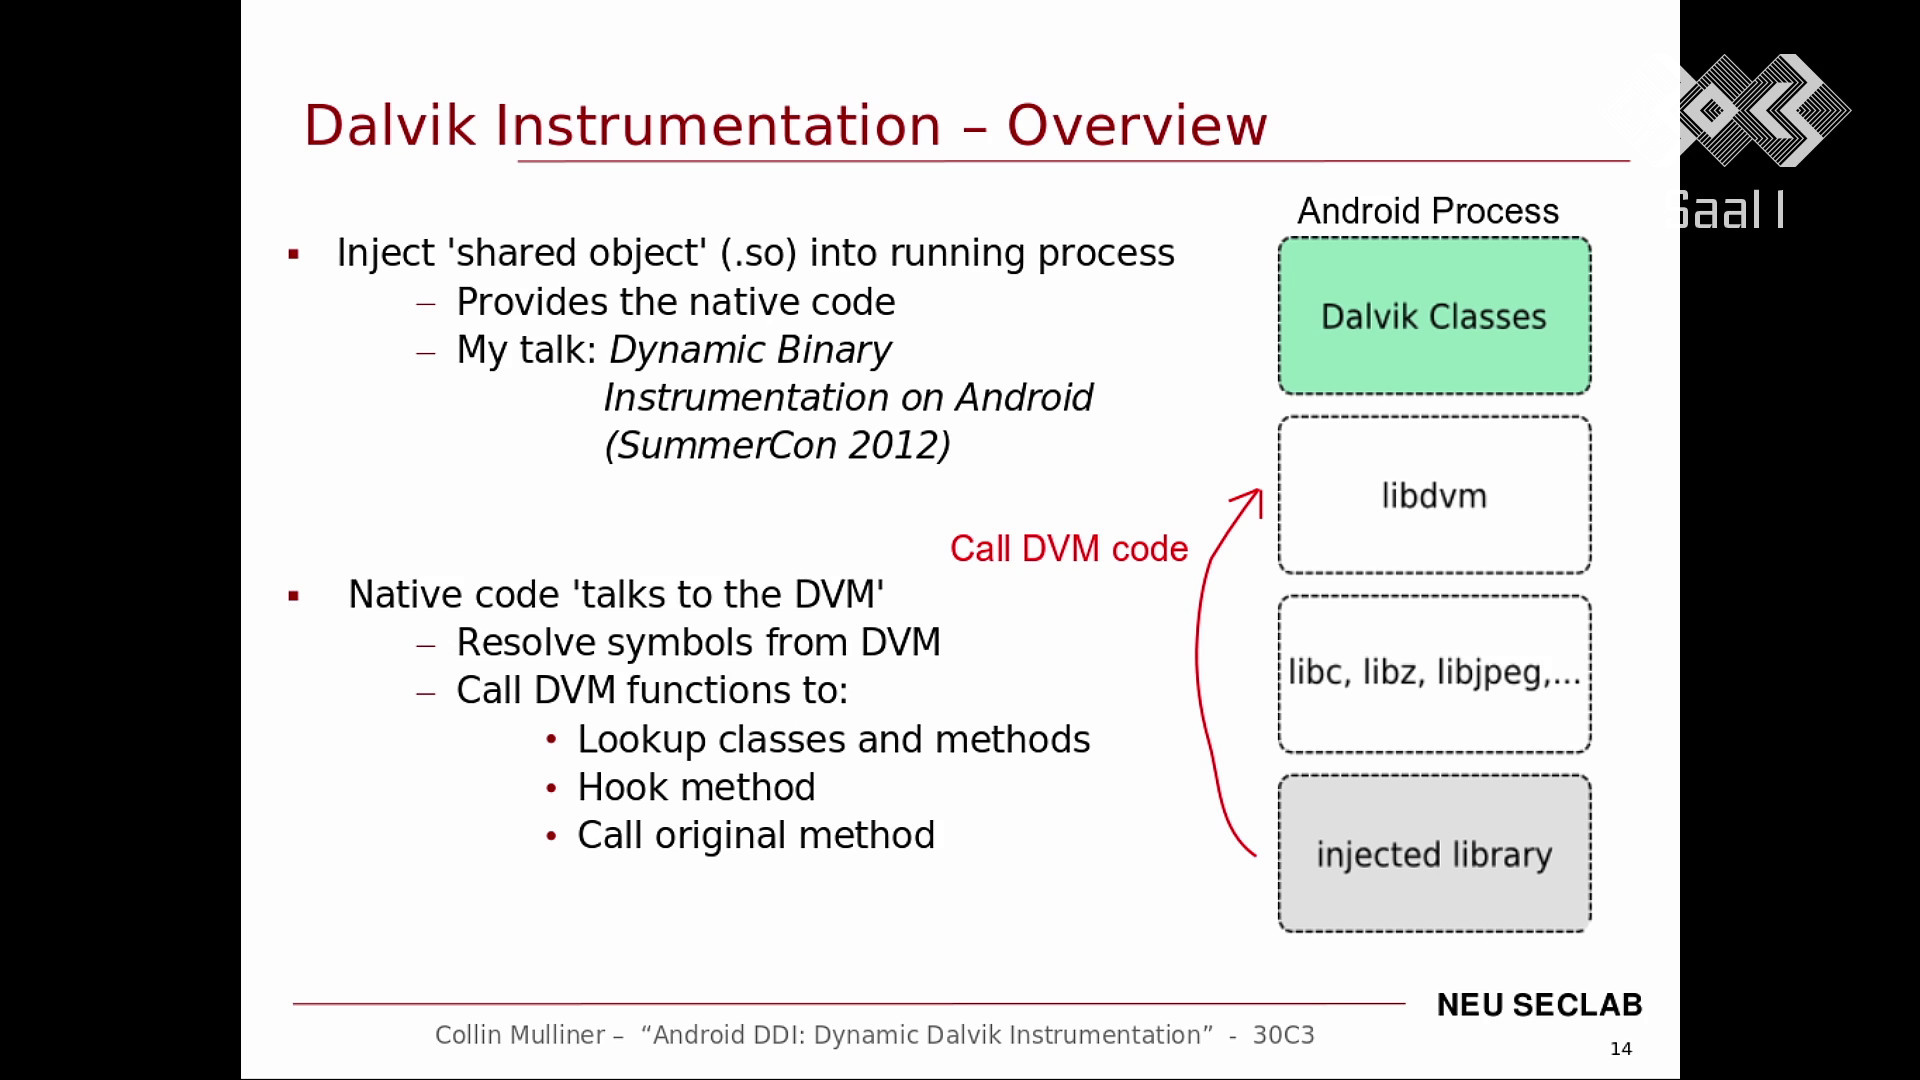 Dalvik Instrumentation – Overview
Android Process
▪ Inject 'shared object' (.so) into running process
– Provides the native code
– My talk: Dynamic Binary
Instrumentation on Android
(SummerCon 2012)
▪ Native code 'talks to the DVM'
– Resolve symbols from DVM
– Call DVM functions to:
• Lookup classes and methods
• Hook method
• Call original method
Call DVM code
Dalvik Classes
libdvm
libc, libz, libjpeg,...
injected library
NEU SECLAB
Collin Mulliner – “Android DDI: Dynamic Dalvik Instrumentation” - 30C3
14
Saal 1